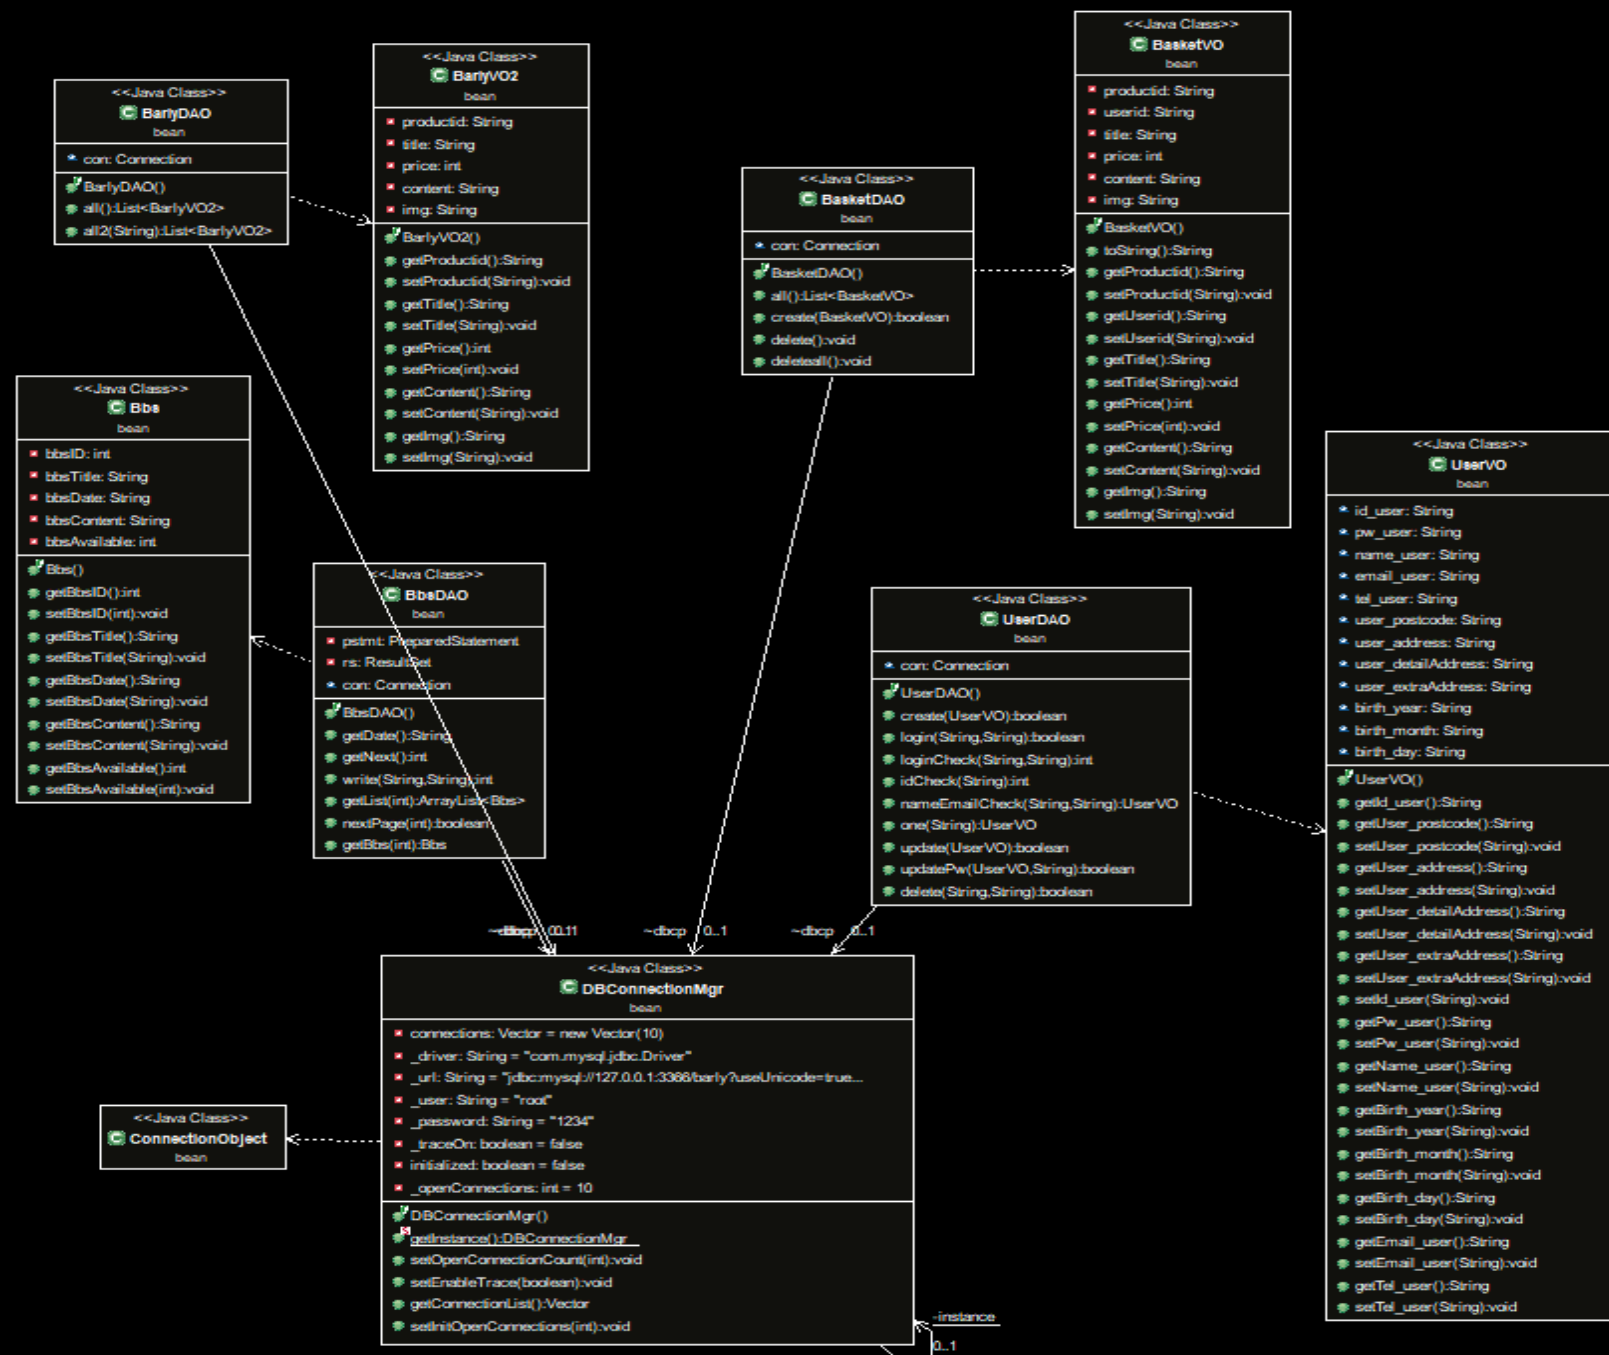 <<Java Class>>
BarlyDAO
bean
con: Connection
BarlyDAO()
all():List<BarlyVO2>
all2(String):List<BarlyVO2>
<<Java Class>>
BarlyVO2
bean
productid: String
title: String
price: int
content: String
img: String
BarlyVO2()
getProductid():String
setProductid(String):void
getTitle():String
setTitle(String):void
getPrice():int
setPrice(int):void
getContent():String
setContent(String):void
getImg():String
setImg(String):void
<<Java Class>>
BasketDAO
bean
con: Connection
BasketDAO()
all():List<BasketVO>
create(BasketVO):boolean
delete():void
deleteall():void
<<Java Class>>
BasketVO
bean
productid: String
userid: String
title: String
price: int
content: String
img: String
BasketVO()
toString():String
getProductid():String
setProductid(String):void
getUserid():String
setUserid(String):void
getTitle():String
setTitle(String):void
getPrice():int
setPrice(int):void
getContent():String
setContent(String):void
getImg():String
setImg(String):void
<<Java Class>>
Bbs
bean
bbsID: int
bbsTitle: String
bbsDate: String
bbsContent: String
bbsAvailable: int
Bbs()
getBbsID():int
setBbsID(int):void
getBbsTitle():String
setBbsTitle(String):void
getBbsDate():String
setBbsDate(String):void
getBbsContent():String
setBbsContent(String):void
getBbsAvailable():int
setBbsAvailable(int):void
<<Java Class>>
BbsDAO
bean
pstmt: PreparedStatement
rs: ResultSet
con: Connection
BbsDAO()
getDate():String
getNext():int
write(String,String):int
getList(int):ArrayList<Bbs>
nextPage(int):boolean
getBbs(int):Bbs
<<Java Class>>
UserDAO
bean
con: Connection
UserDAO()
create(UserVO):boolean
login(String,String):boolean
loginCheck(String,String):int
idCheck(String):int
nameEmailCheck(String,String):UserVO
one(String):UserVO
update(UserVO):boolean
updatePw(UserVO,String):boolean
delete(String,String):boolean
<<Java Class>>
UserVO
bean
id_user: String
pw_user: String
name_user: String
email_user: String
tel_user: String
user_postcode: String
user_address: String
user_detailAddress: String
user_extraAddress: String
birth_year: String
birth_month: String
birth_day: String
UserVO()
getId_user():String
getUser_postcode():String
setUser_postcode(String):void
getUser_address():String
setUser_address(String):void
getUser_detailAddress():String
setUser_detailAddress(String):void
getUser_extraAddress():String
setUser_extraAddress(String):void
setId_user(String):void
getPw_user():String
setPw_user(String):void
getName_user():String
setName_user(String):void
getBirth_year():String
setBirth_year(String):void
getBirth_month():String
setBirth_month(String):void
getBirth_day():String
setBirth_day(String):void
getEmail_user():String
setEmail_user(String):void
getTel_user():String
setTel_user(String):void
~dbcp 0..1
~dbcp 0..1
<<Java Class>>
DBConnectionMgr
bean
connections: Vector = new Vector(10)
_driver: String = "com.mysql.jdbc.Driver"
_url: String = "jdbc:mysql://127.0.0.1:3366/barly?useUnicode=true...
_user: String = "root"
_password: String = "1234"
_traceOn: boolean = false
initialized: boolean = false
_openConnections: int = 10
DBConnectionMgr()
getInstance():DBConnectionMgr
setOpenConnectionCount(int):void
setEnableTrace(boolean):void
getConnectionList():Vector
setInitOpenConnections(int):void
<<Java Class>>
ConnectionObject
bean
-instance
0..1